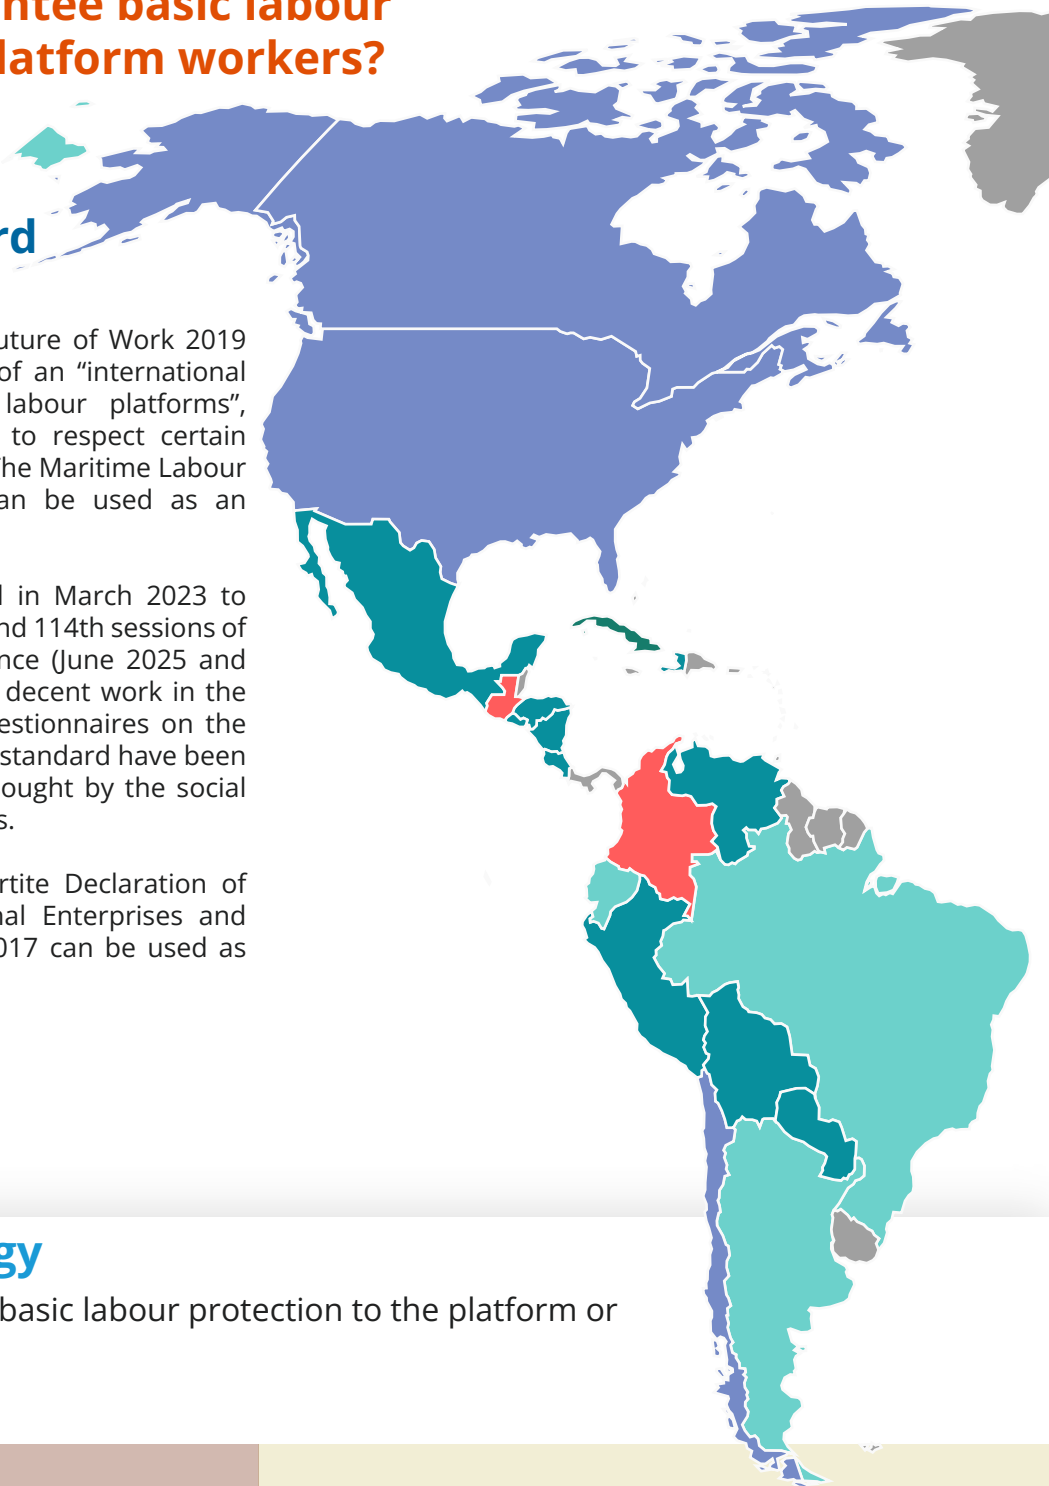 ntee basic labour
latform workers?
rd
uture of Work 2019
of an “international
labour platforms”,
to respect certain
The Maritime Labour
an be used as an
in March 2023 to
nd 114th sessions of
nce (June 2025 and
decent work in the
estionnaires on the
standard have been
ought by the social
s.
rtite Declaration of
nal Enterprises and
017 can be used as
gy
basic labour protection to the platform or